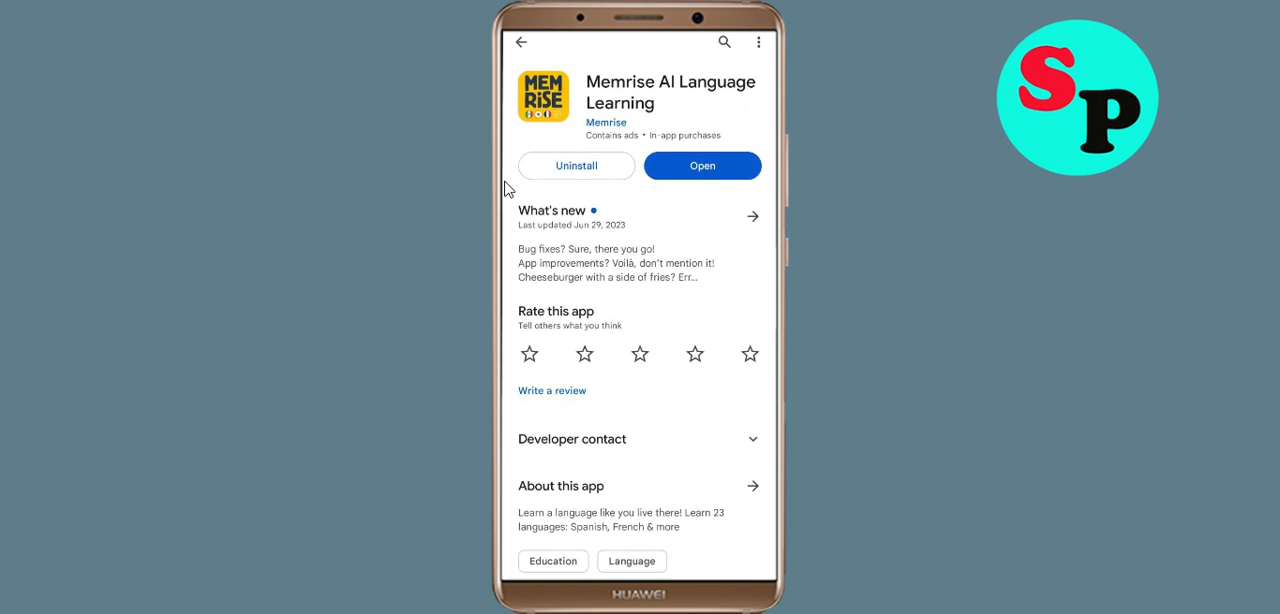 MEM
RiSE
Memrise AI Language
Learning
Memrise
Contains ads • In-app purchases
Uninstall
Open
What's new
Last updated Jun 29, 2023
Bug fixes? Sure, there you go!
App improvements? Voilà, don't mention it!
Cheeseburger with a side of fries? Err...
Rate this app
Tell others what you think
Write a review
Developer contact
About this app
Learn a language like you live there! Learn 23
languages: Spanish, French & more
Education
Language
HUAWEI
SP